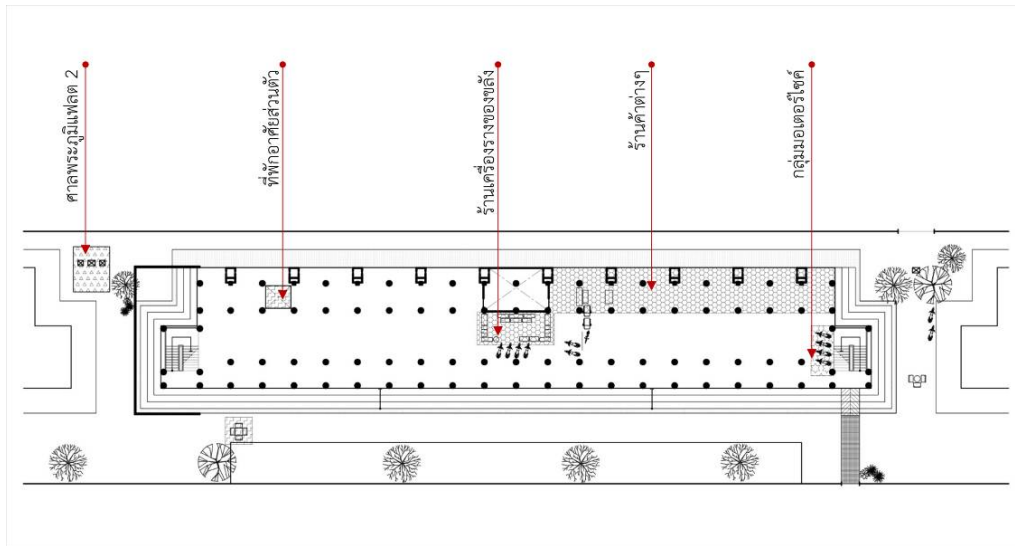 ศาลพระภูมิแฟลต 2
ที่พักอาศัยส่วนตัว
ร้านเครื่องรางของขลัง
ร้านค้าต่างๆ
กลุ่มมอเตอร์ไซค์